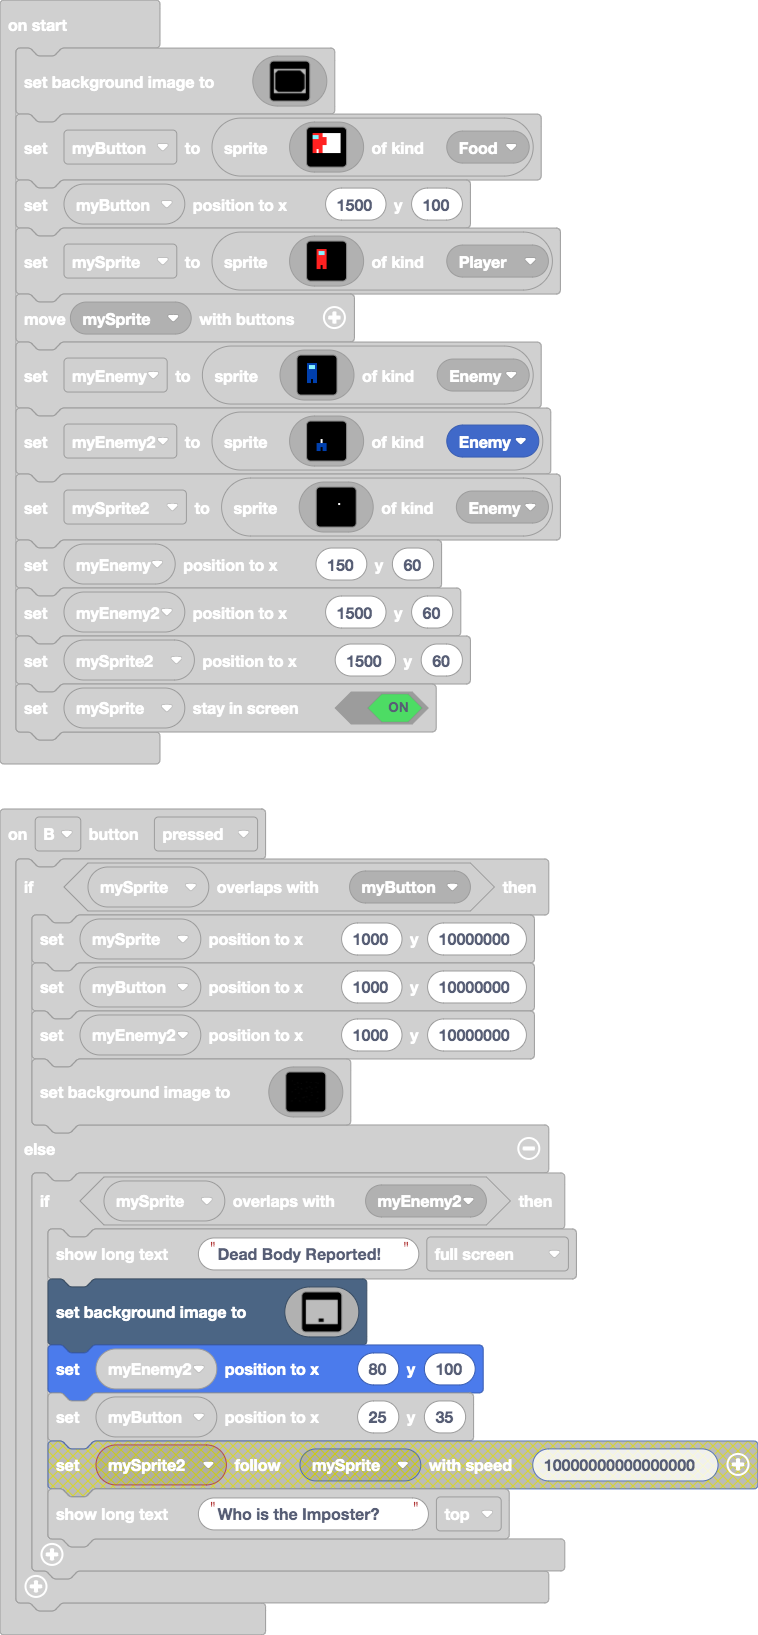 on start
set background image to
set myButton to sprite of kind Food
set myButton position to x 1500 y 100
set mySprite to sprite of kind Player
move mySprite with buttons
set myEnemy to sprite of kind Enemy
set myEnemy2 to sprite of kind Enemy
set mySprite2 to sprite of kind Enemy
set myEnemy position to x 150 y 60
set myEnemy2 position to x 1500 y 60
set mySprite2 position to x 1500 y 60
set mySprite stay in screen ON
on B button pressed
if mySprite overlaps with myButton then
set mySprite position to x 1000 y 10000000
set myButton position to x 1000 y 10000000
set myEnemy2 position to x 1000 y 10000000
set background image to
else
if mySprite overlaps with myEnemy2 then
show long text "Dead Body Reported!" full screen
set background image to
set myEnemy2 position to x 80 y 100
set myButton position to x 25 y 35
set mySprite2 follow mySprite with speed 10000000000000000
show long text "Who is the Imposter?" top